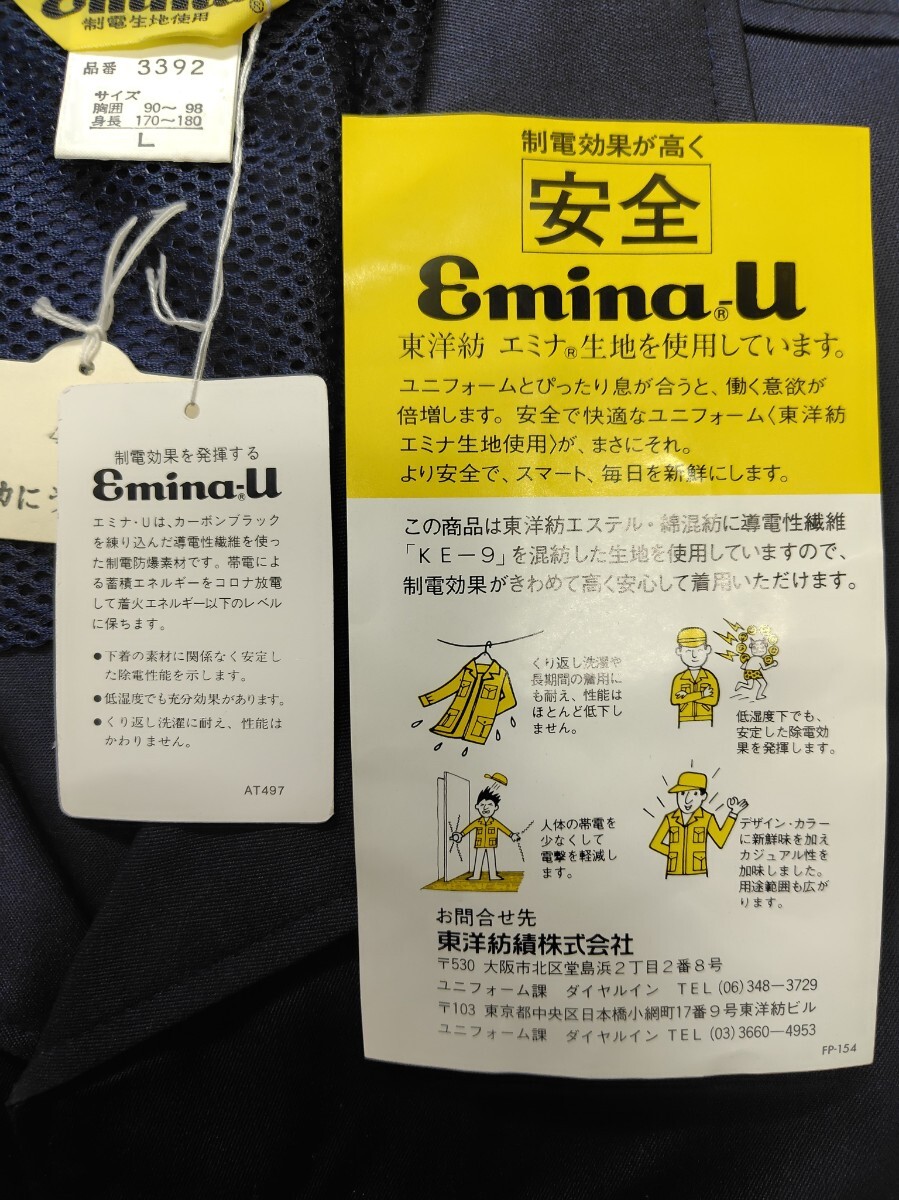 Emina®
制電生地使用
品番 3392
サイズ
胸囲 90〜 98
身長 170〜180
L
制電効果が高く
安全
Emina®-U
東洋紡 エミナ®生地を使用しています。
ユニフォームとぴったり息が合うと、働く意欲が
倍増します。安全で快適なユニフォーム〈東洋紡
エミナ生地使用〉が、まさにそれ。
より安全で、スマート、毎日を新鮮にします。
この商品は東洋紡エステル・綿混紡に導電性繊維
「KE−9」を混紡した生地を使用していますので、
制電効果がきわめて高く安心して着用いただけます。
くり返し洗濯や
長期間の着用に
も耐え、性能は
ほとんど低下し
ません。
低湿度下でも、
安定した除電効
果を発揮します。
人体の帯電を
少なくして
電撃を軽減し
ます。
デザイン・カラー
に新鮮味を加え
カジュアル性を
加味しました。
用途範囲も広が
ります。
お問合せ先
東洋紡績株式会社
〒530 大阪市北区堂島浜2丁目2番8号
ユニフォーム課 ダイヤルイン TEL (06)348−3729
〒103 東京都中央区日本橋小網町17番9号東洋紡ビル
ユニフォーム課 ダイヤルイン TEL (03)3660−4953
FP-154
制電効果を発揮する
Emina®-U
エミナ・Uは、カーボンブラック
を練り込んだ導電性繊維を使っ
た制電防爆素材です。帯電によ
る蓄積エネルギーをコロナ放電
して着火エネルギー以下のレベル
に保ちます。
●下着の素材に関係なく安定し
た除電性能を示します。
●低湿度でも充分効果があります。
●くり返し洗濯に耐え、性能は
かわりません。
AT497